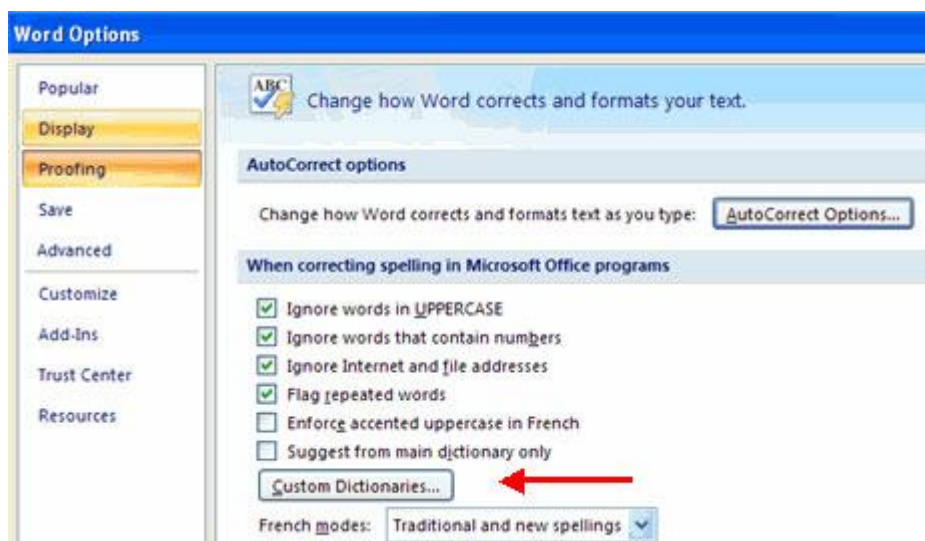 Word Options
Popular
Display
Proofing
Save
Advanced
Customize
Add-Ins
Trust Center
Resources
ABC
Change how Word corrects and formats your text.
AutoCorrect options
Change how Word corrects and formats text as you type: AutoCorrect Options...
When correcting spelling in Microsoft Office programs
Ignore words in UPPERCASE
Ignore words that contain numbers
Ignore Internet and file addresses
Flag repeated words
Enforce accented uppercase in French
Suggest from main dictionary only
Custom Dictionaries...
French modes: Traditional and new spellings